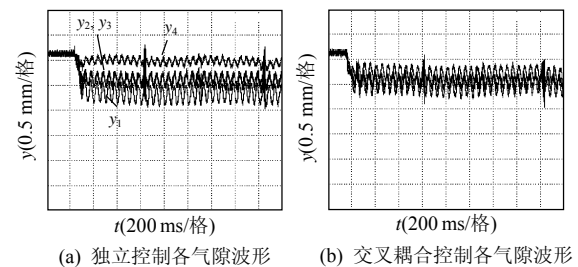 y2, y3
y4
y1
y(0.5 mm/格)
t(200 ms/格)
(a) 独立控制各气隙波形
y(0.5 mm/格)
t(200 ms/格)
(b) 交叉耦合控制各气隙波形